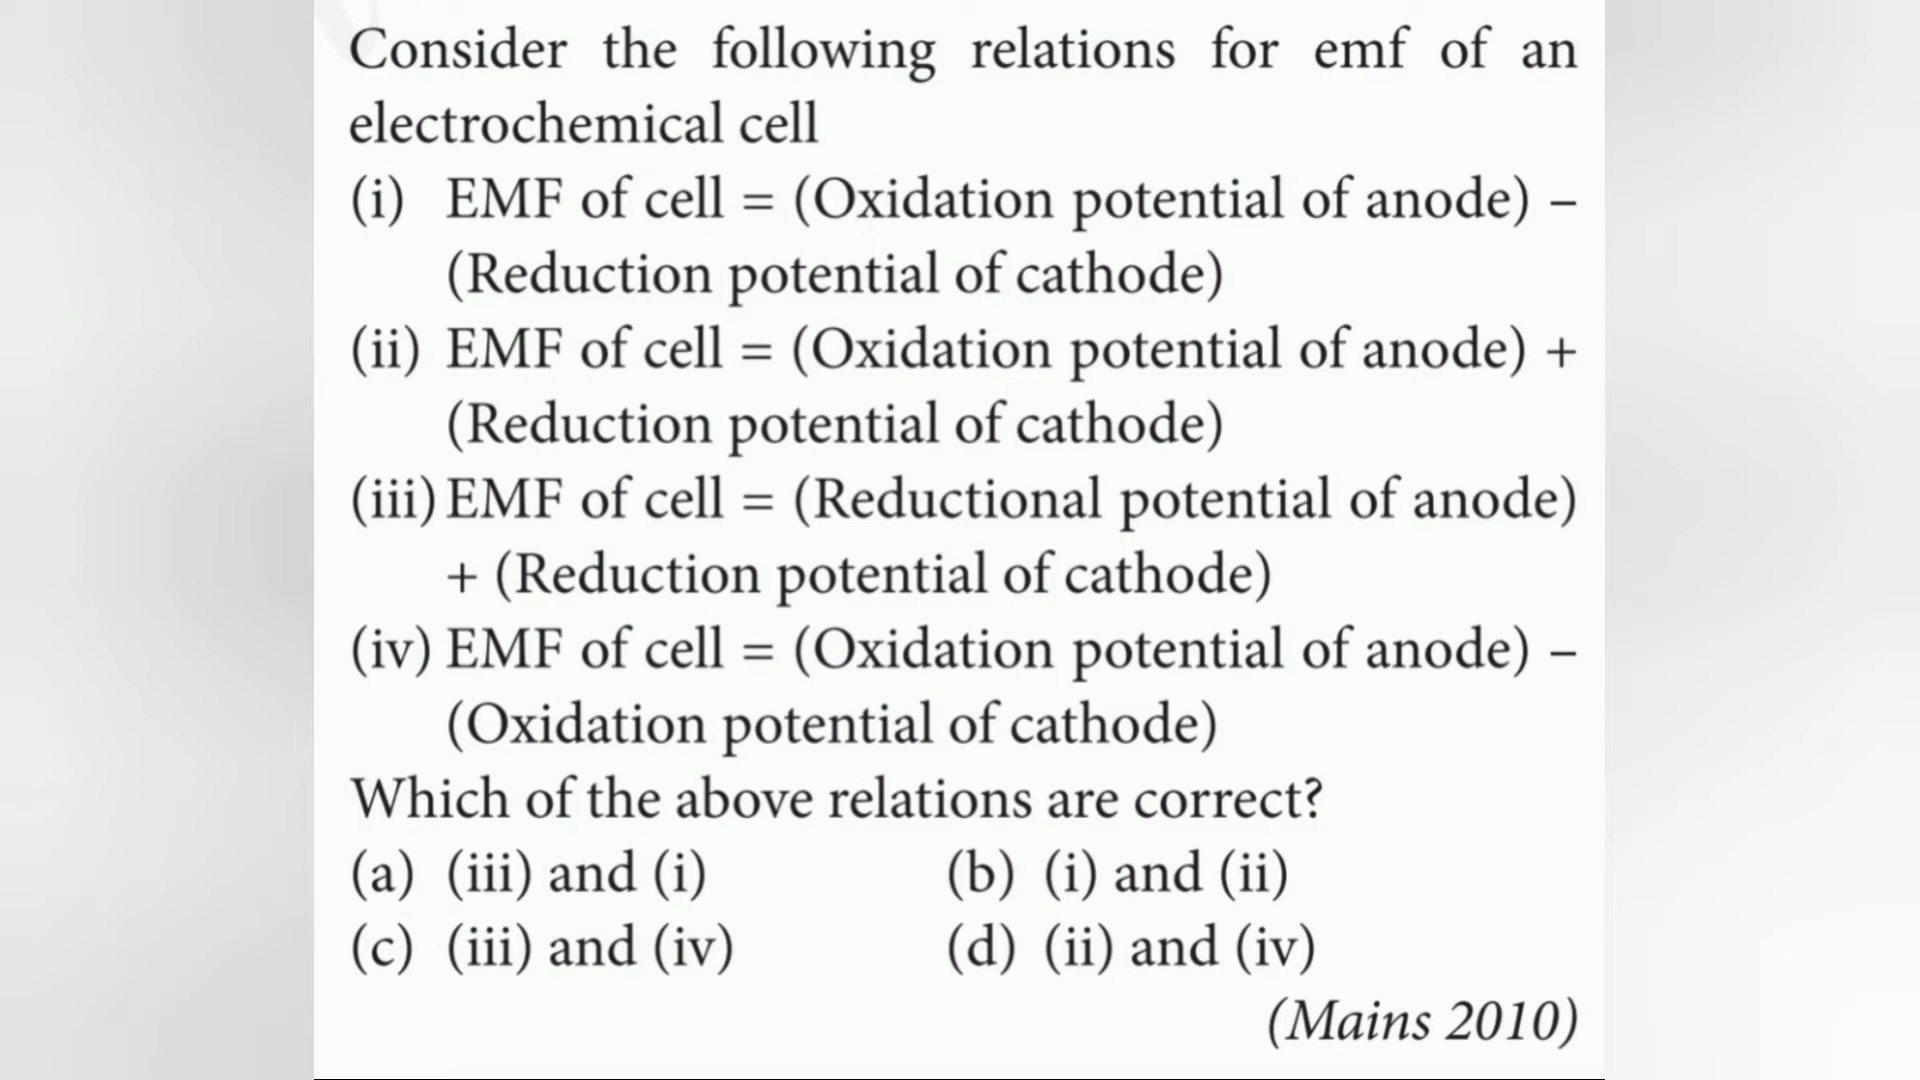 Consider the following relations for emf of an
electrochemical cell
(i) EMF of cell = (Oxidation potential of anode) –
(Reduction potential of cathode)
(ii) EMF of cell = (Oxidation potential of anode) +
(Reduction potential of cathode)
(iii) EMF of cell = (Reductional potential of anode)
+ (Reduction potential of cathode)
(iv) EMF of cell = (Oxidation potential of anode) –
(Oxidation potential of cathode)
Which of the above relations are correct?
(a) (iii) and (i) (b) (i) and (ii)
(c) (iii) and (iv) (d) (ii) and (iv)
(Mains 2010)